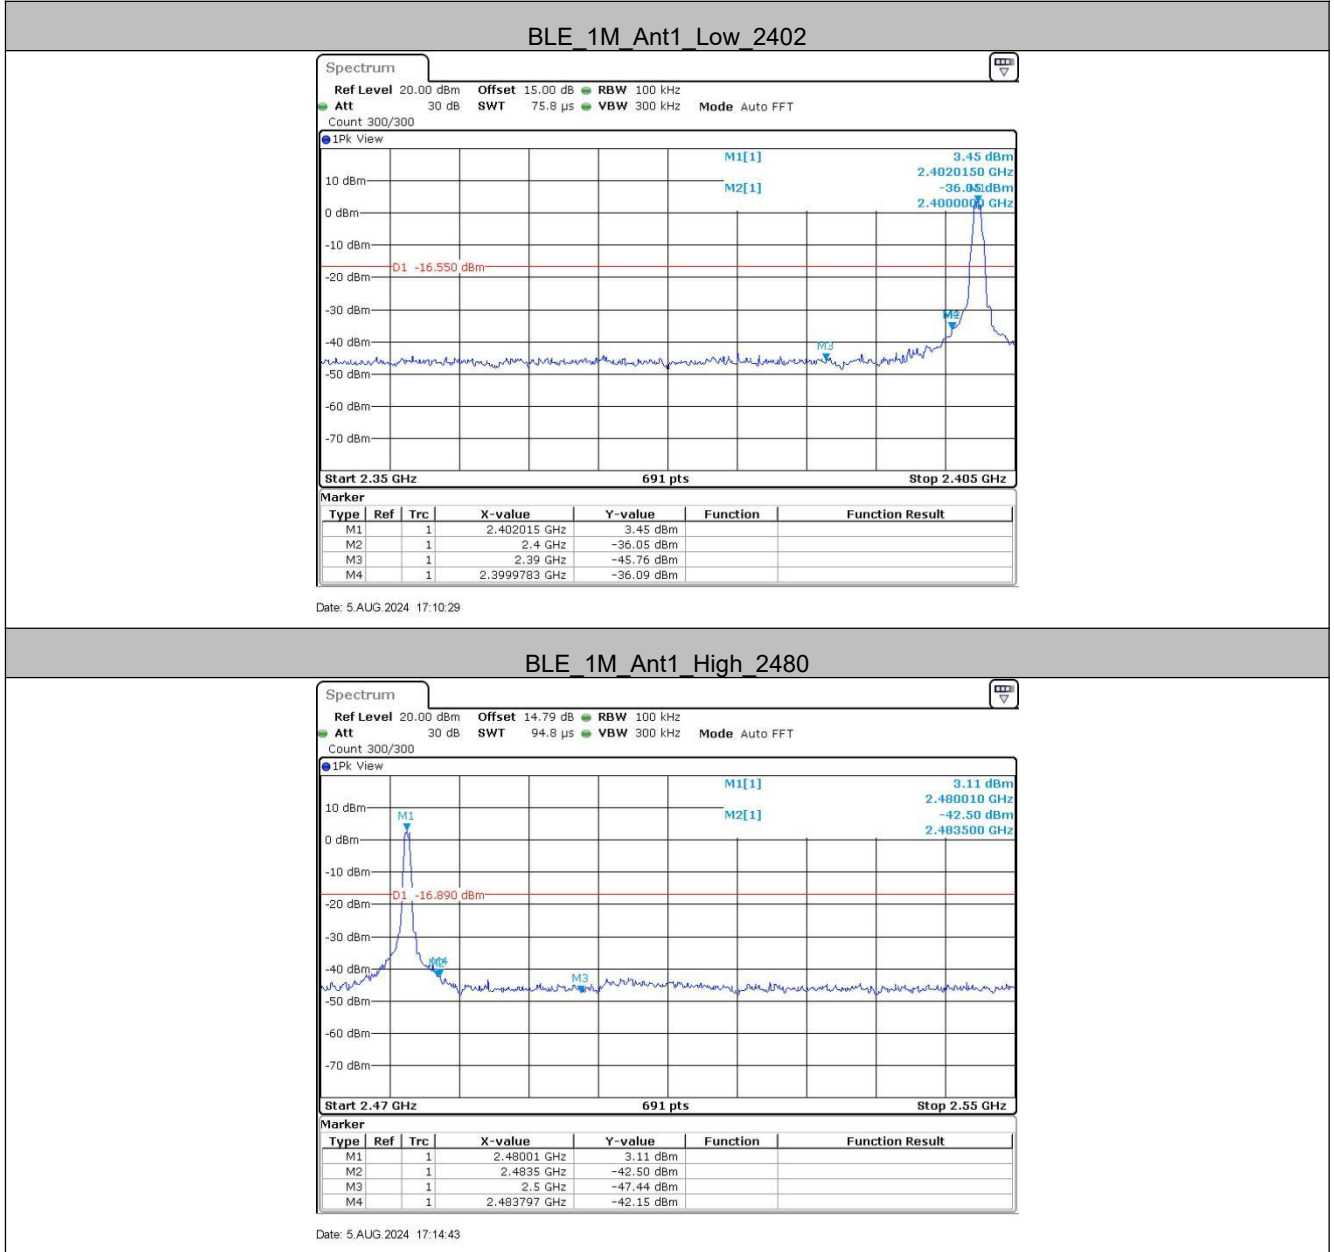 BLE_1M_Ant1_Low_2402
Spectrum
Ref Level 20.00 dBm Offset 15.00 dB RBW 100 kHz
Att 30 dB SWT 75.8 µs VBW 300 kHz Mode Auto FFT
Count 300/300
1Pk View
M1[1] 3.45 dBm
2.4020150 GHz
10 dBm
M2[1] -36.05 dBm
M1
2.4000000 GHz
0 dBm
-10 dBm
D1 -16.550 dBm
-20 dBm
-30 dBm
-40 dBm
M3
-50 dBm
-60 dBm
-70 dBm
Start 2.35 GHz 691 pts Stop 2.405 GHz
Marker
Type Ref Trc X-value Y-value Function Function Result
M1 1 2.402015 GHz 3.45 dBm
M2 1 2.4 GHz -36.05 dBm
M3 1 2.39 GHz -45.76 dBm
M4 1 2.3999783 GHz -36.09 dBm
Date: 5.AUG.2024 17:10:29
BLE_1M_Ant1_High_2480
Spectrum
Ref Level 20.00 dBm Offset 14.79 dB RBW 100 kHz
Att 30 dB SWT 94.8 µs VBW 300 kHz Mode Auto FFT
Count 300/300
1Pk View
M1[1] 3.11 dBm
2.480010 GHz
10 dBm
M1
M2[1] -42.50 dBm
2.483500 GHz
0 dBm
-10 dBm
D1 -16.890 dBm
-20 dBm
-30 dBm
-40 dBm
M3
-50 dBm
-60 dBm
-70 dBm
Start 2.47 GHz 691 pts Stop 2.55 GHz
Marker
Type Ref Trc X-value Y-value Function Function Result
M1 1 2.48001 GHz 3.11 dBm
M2 1 2.4835 GHz -42.50 dBm
M3 1 2.5 GHz -47.44 dBm
M4 1 2.483797 GHz -42.15 dBm
Date: 5.AUG.2024 17:14:43